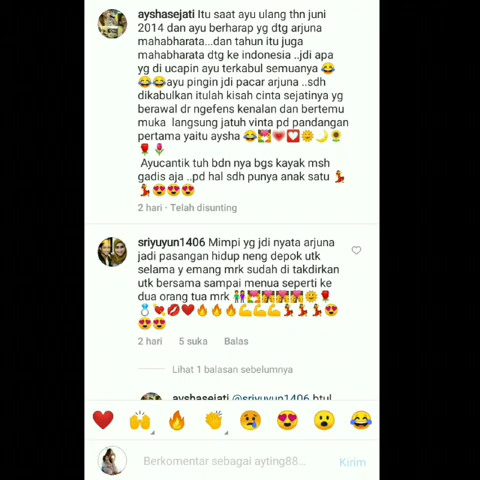 ayshasejati Itu saat ayu ulang thn juni
2014 dan ayu berharap yg dtg arjuna
mahabharata...dan tahun itu juga
mahabharata dtg ke indonesia ..jdi apa
yg di ucapin ayu terkabul semuanya 😂
😂😂ayu pingin jdi pacar arjuna ..sdh
dikabulkan itulah kisah cinta sejatinya yg
berawal dr ngefens kenalan dan bertemu
muka langsung jatuh vinta pd pandangan
pertama yaitu aysha 😂💏💗💟🌞🌙🌻
🌹🌷
Ayucantik tuh bdn nya bgs kayak msh
gadis aja ..pd hal sdh punya anak satu 💃
💃😍😍😍
2 hari · Telah disunting
sriyuyun1406 Mimpi yg jdi nyata arjuna
jadi pasangan hidup neng depok utk
selama y emang mrk sudah di takdirkan
utk bersama sampai menua seperti ke
dua orang tua mrk 👫💏💏💏💏🌞🌹
💍💘💋❤️🔥🔥🔥💪💪💪💃💃💃😍
😍😍
2 hari 5 suka Balas
Lihat 1 balasan sebelumnya
ayshasejati @sriyuyun1406 btul
❤️ 🙌 🔥 👏 😢 😍 😮 😂
Berkomentar sebagai ayting88... Kirim